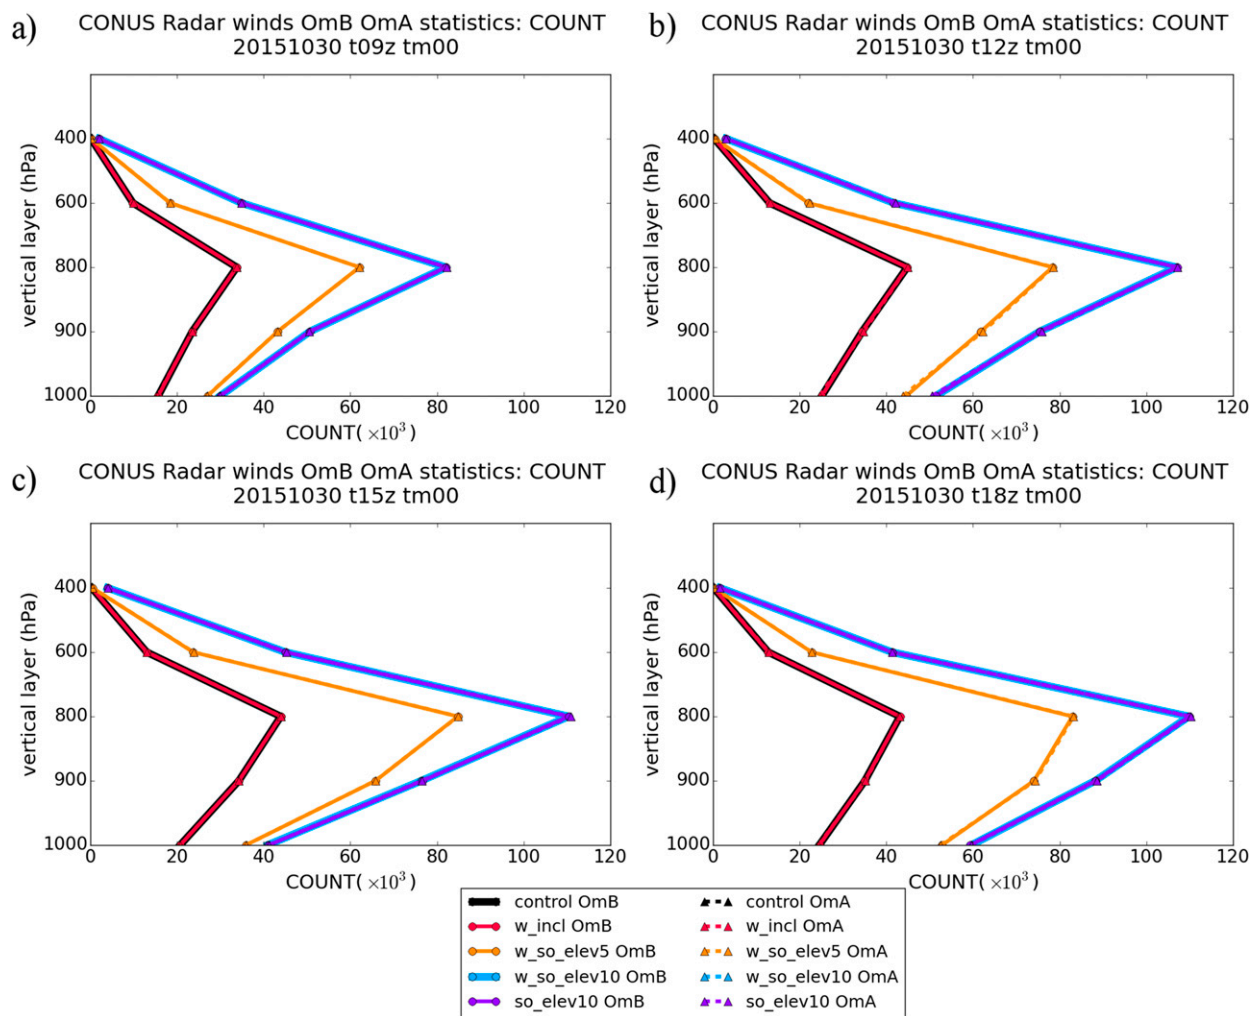 a)
CONUS Radar winds OmB OmA statistics: COUNT
20151030 t09z tm00
vertical layer (hPa)
400
600
800
900
1000
0 20 40 60 80 100 120
COUNT( ×10³ )
b)
CONUS Radar winds OmB OmA statistics: COUNT
20151030 t12z tm00
vertical layer (hPa)
400
600
800
900
1000
0 20 40 60 80 100 120
COUNT( ×10³ )
c)
CONUS Radar winds OmB OmA statistics: COUNT
20151030 t15z tm00
vertical layer (hPa)
400
600
800
900
1000
0 20 40 60 80 100 120
COUNT( ×10³ )
d)
CONUS Radar winds OmB OmA statistics: COUNT
20151030 t18z tm00
vertical layer (hPa)
400
600
800
900
1000
0 20 40 60 80 100 120
COUNT( ×10³ )
control OmB control OmA
w_incl OmB w_incl OmA
w_so_elev5 OmB w_so_elev5 OmA
w_so_elev10 OmB w_so_elev10 OmA
so_elev10 OmB so_elev10 OmA